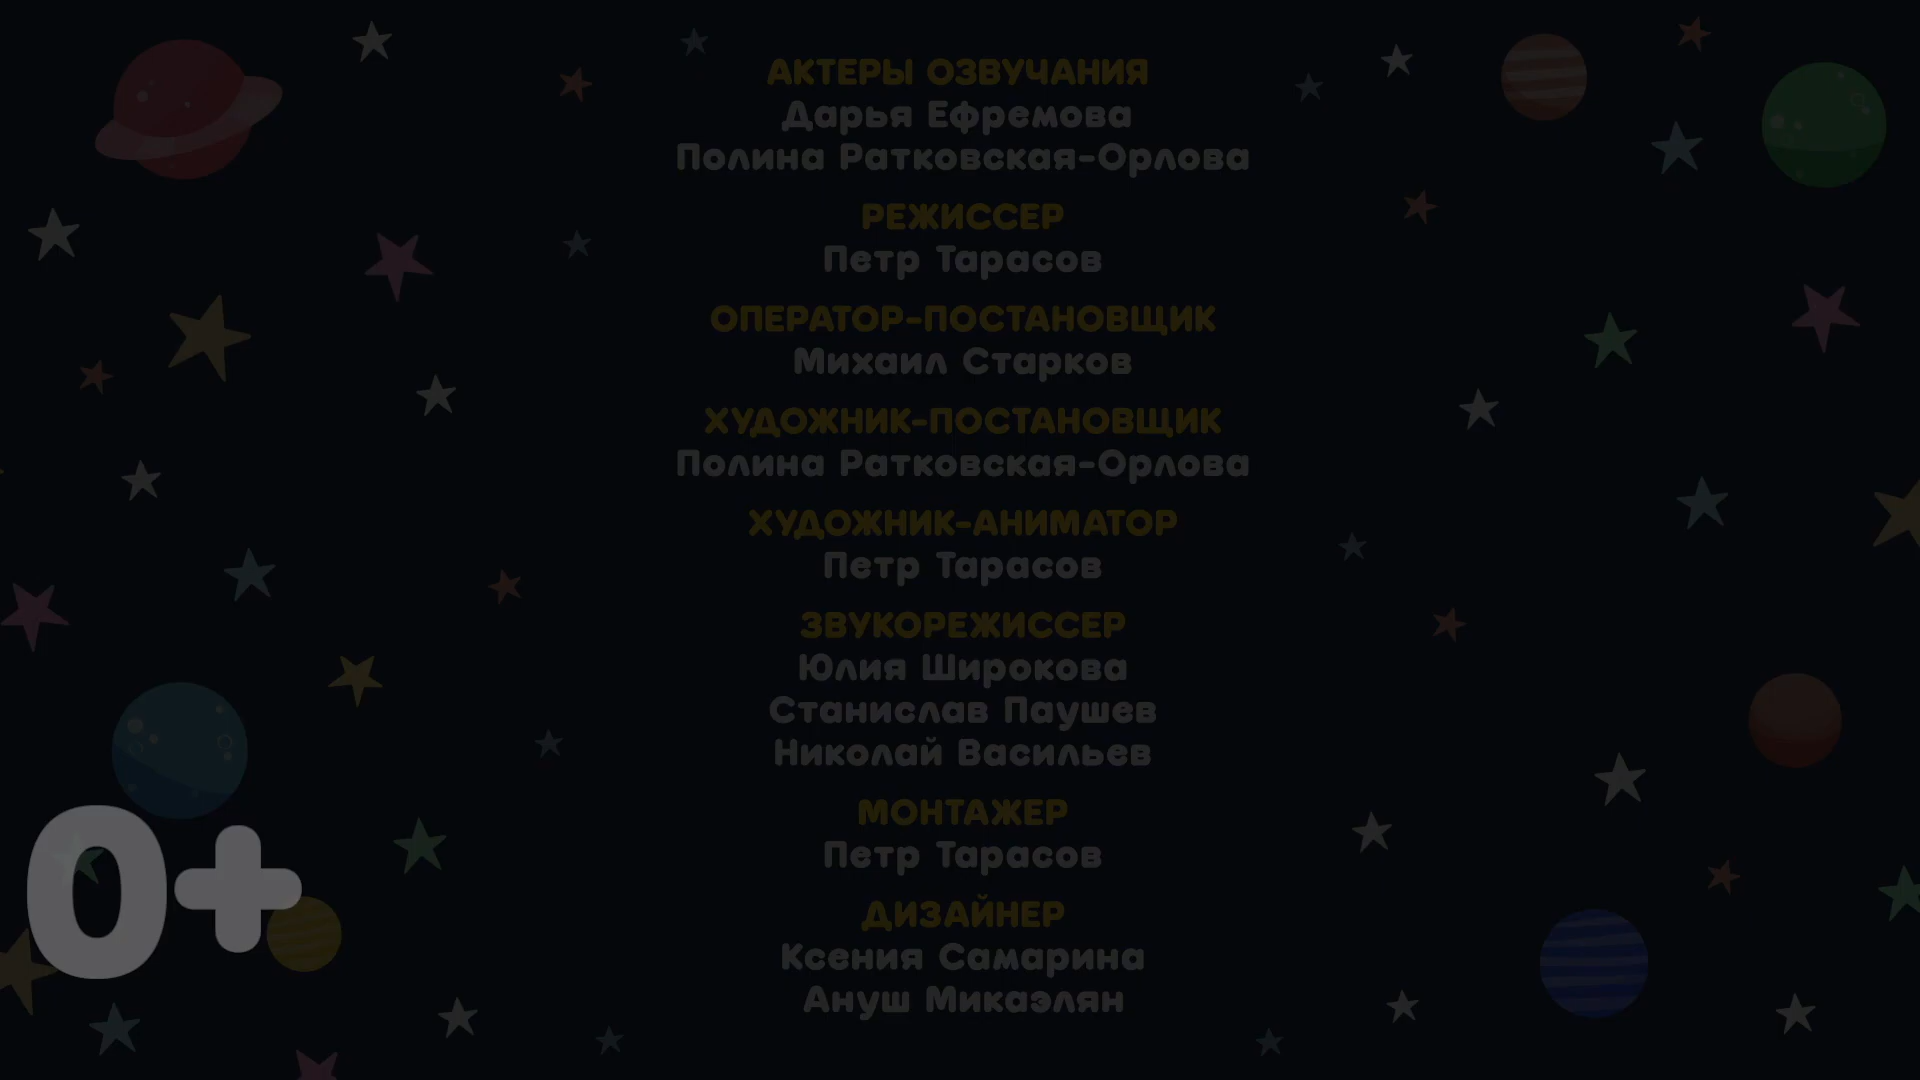 АКТЕРЫ ОЗВУЧАНИЯ
Дарья Ефремова
Полина Ратковская-Орлова
РЕЖИССЕР
Петр Тарасов
ОПЕРАТОР-ПОСТАНОВЩИК
Михаил Старков
ХУДОЖНИК-ПОСТАНОВЩИК
Полина Ратковская-Орлова
ХУДОЖНИК-АНИМАТОР
Петр Тарасов
ЗВУКОРЕЖИССЕР
Юлия Широкова
Станислав Паушев
Николай Васильев
МОНТАЖЕР
Петр Тарасов
ДИЗАЙНЕР
Ксения Самарина
Ануш Микаэлян
0+